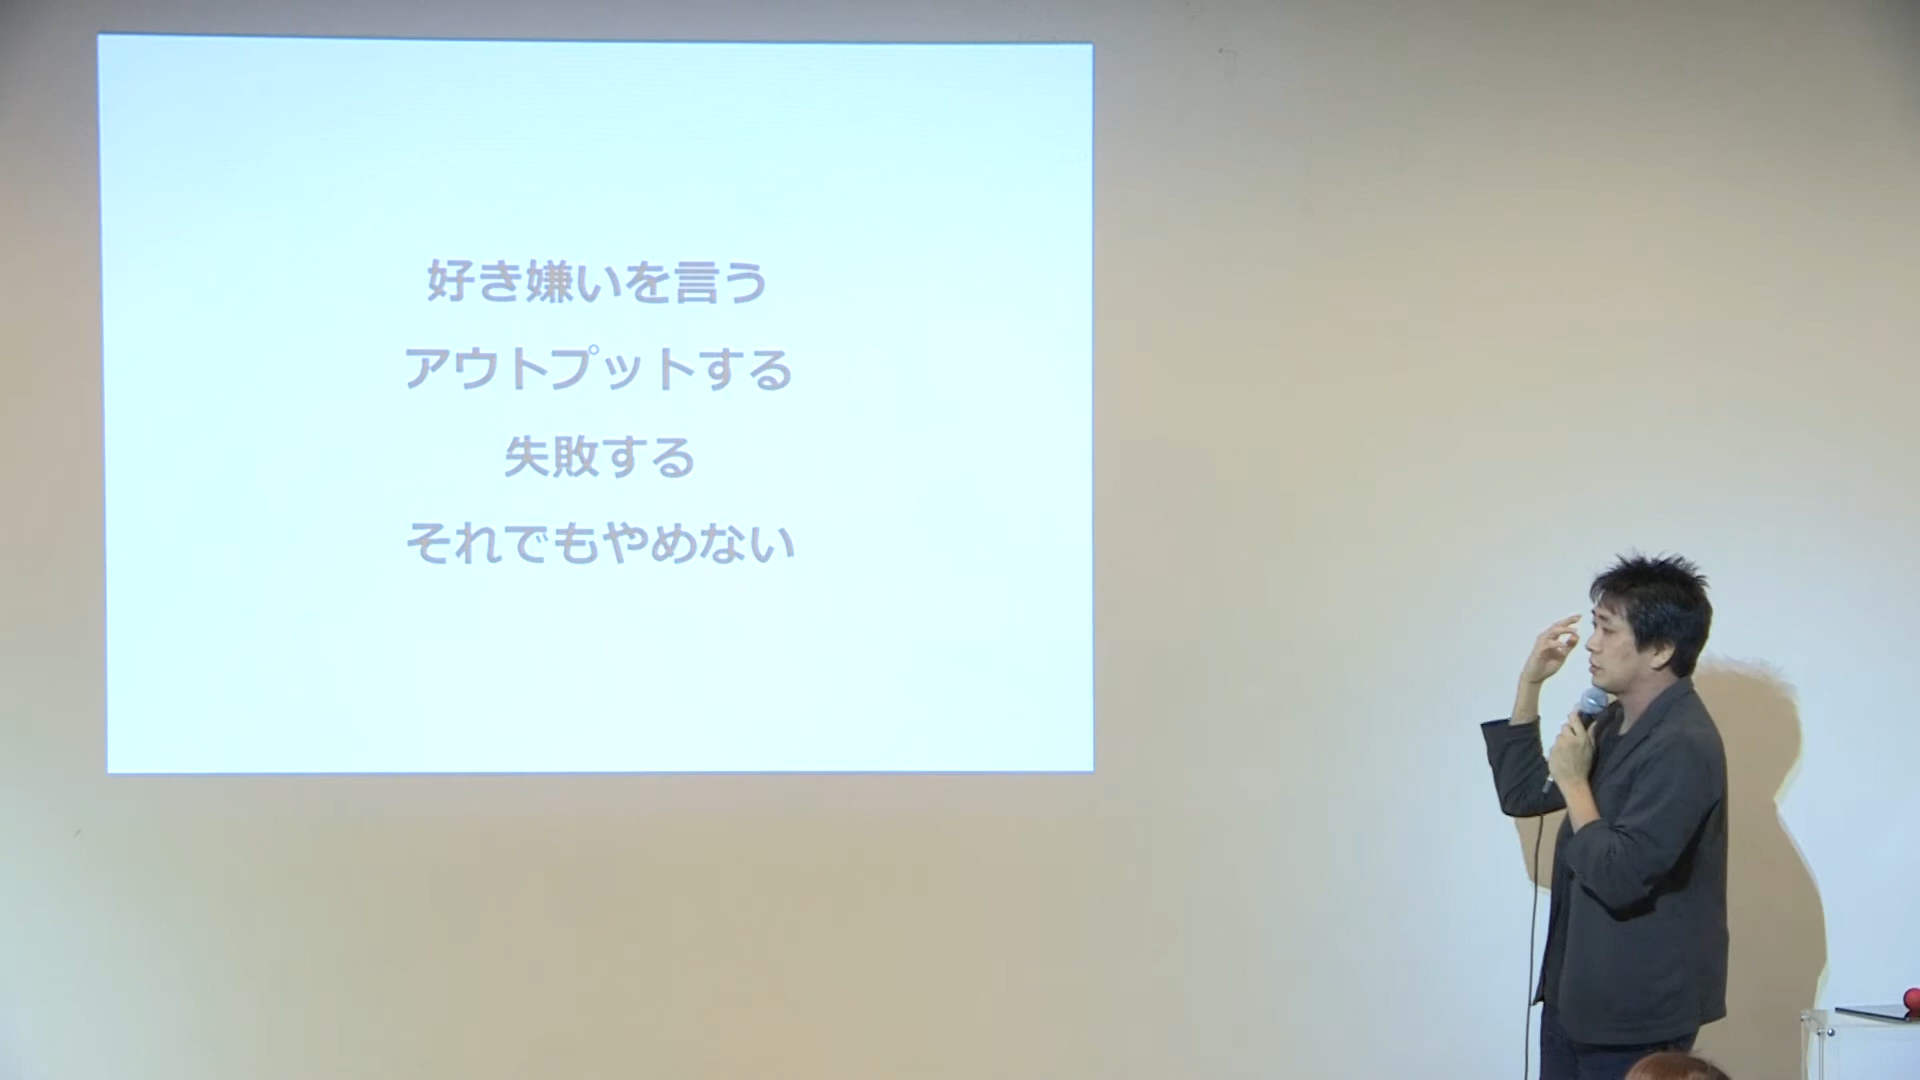 好き嫌いを言う
アウトプットする
失敗する
それでもやめない